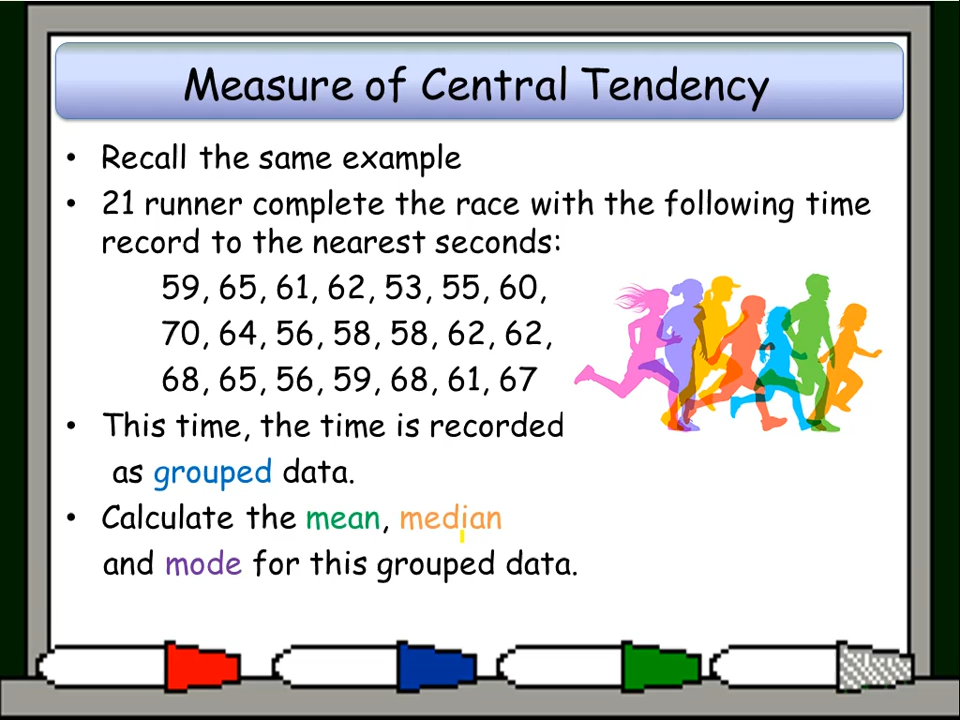 Measure of Central Tendency
• Recall the same example
• 21 runner complete the race with the following time
record to the nearest seconds:
59, 65, 61, 62, 53, 55, 60,
70, 64, 56, 58, 58, 62, 62,
68, 65, 56, 59, 68, 61, 67
• This time, the time is recorded
as grouped data.
• Calculate the mean, median
and mode for this grouped data.